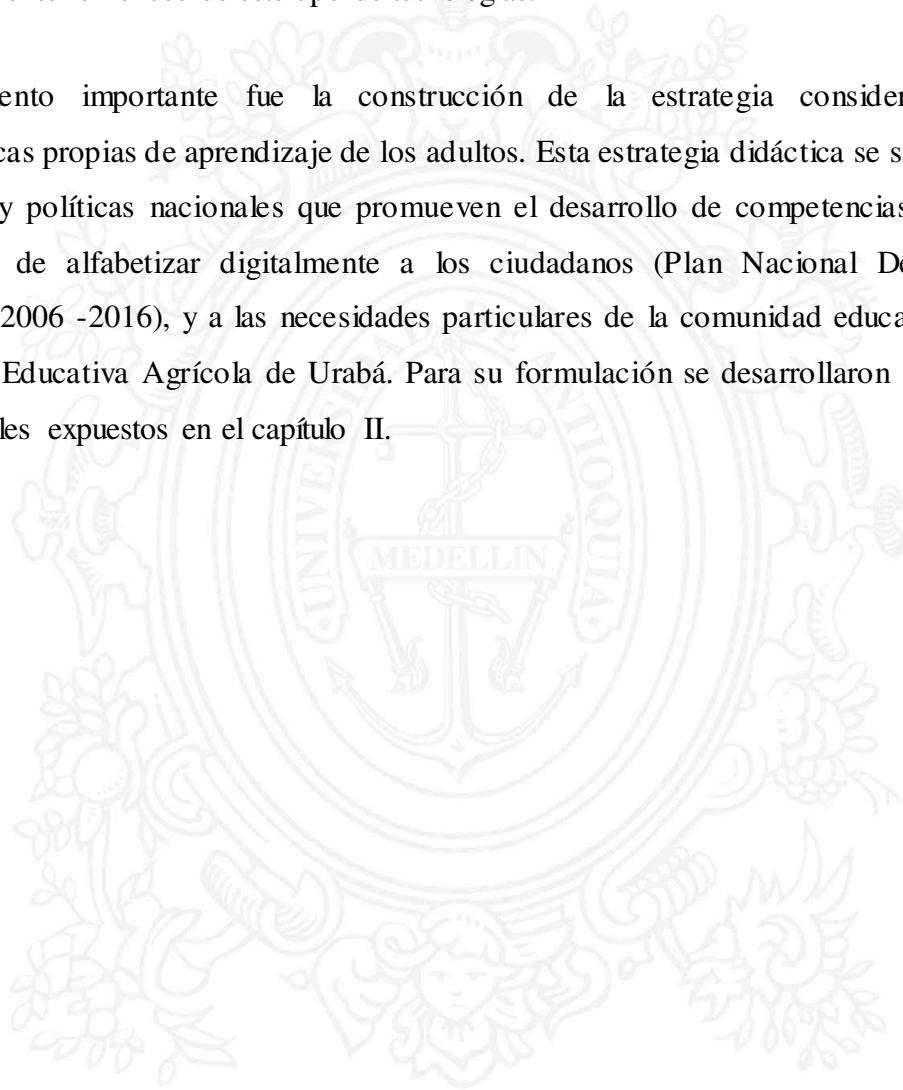 ento importante fue la construcción de la estrategia consider
cas propias de aprendizaje de los adultos. Esta estrategia didáctica se s
y políticas nacionales que promueven el desarrollo de competencias
de alfabetizar digitalmente a los ciudadanos (Plan Nacional De
2006 -2016), y a las necesidades particulares de la comunidad educa
Educativa Agrícola de Urabá. Para su formulación se desarrollaron
les expuestos en el capítulo II.
UNIVERSIDAD DE ANTIOQUIA
MEDELLIN